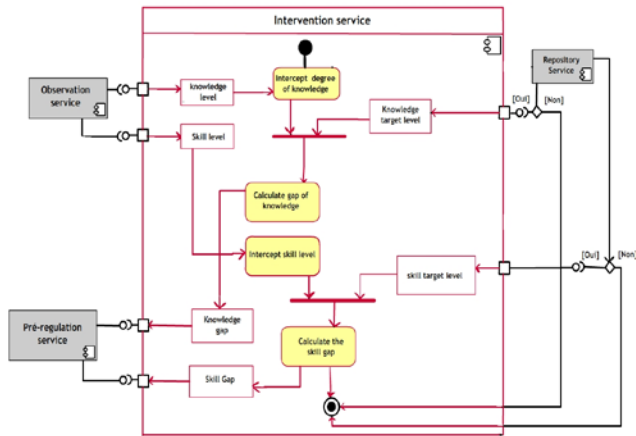 Intervention service
Observation
service
knowledge
level
Intercept degree
of knowledge
Knowledge
target level
[Oui]
[Non]
Repository
Service
Skill level
Calculate gap of
knowledge
Intercept skill level
skill target level
[Oui]
[Non]
Pré-regulation
service
Knowledge
gap
Calculate the
skill gap
Skill Gap